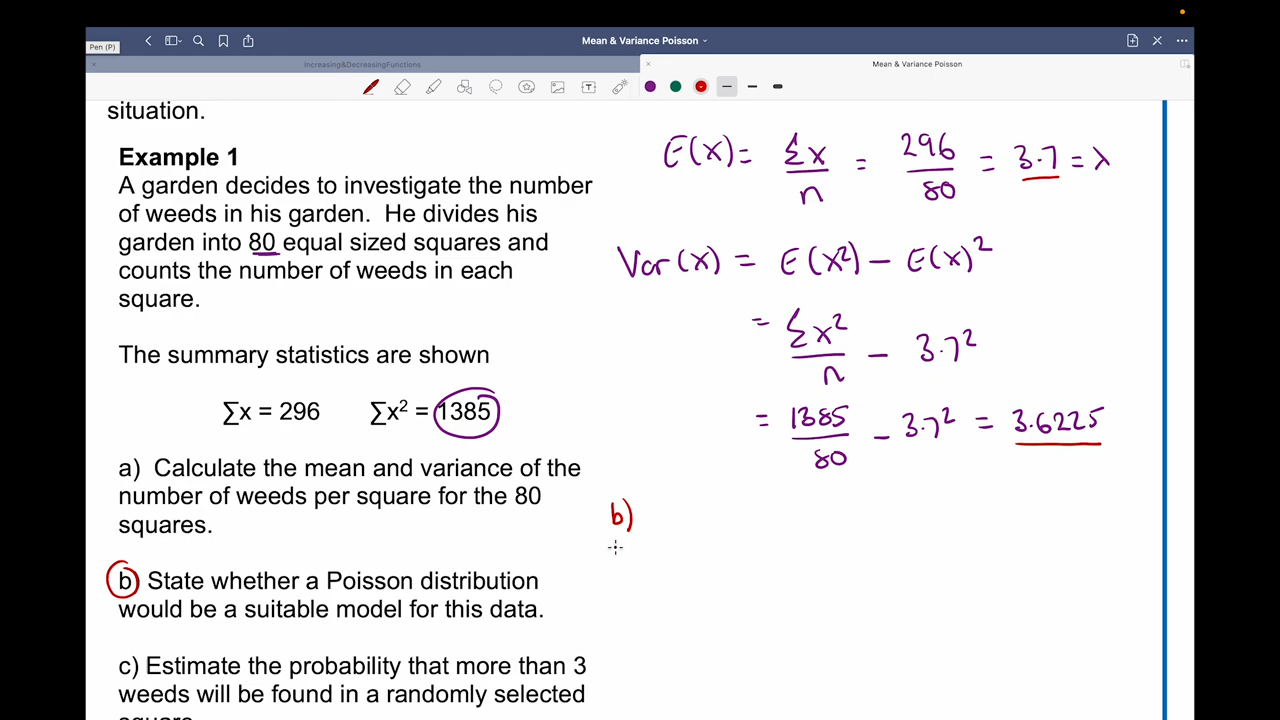 Mean & Variance Poisson
Pen (P)
Increasing&DecreasingFunctions
Mean & Variance Poisson
situation.
Example 1
A garden decides to investigate the number
of weeds in his garden. He divides his
garden into 80 equal sized squares and
counts the number of weeds in each
square.
The summary statistics are shown
∑x = 296 ∑x² = 1385
a) Calculate the mean and variance of the
number of weeds per square for the 80
squares.
b) State whether a Poisson distribution
would be a suitable model for this data.
c) Estimate the probability that more than 3
weeds will be found in a randomly selected
square
E(x) = ∑x/n = 296/80 = 3.7 = λ
Var(x) = E(x²) − E(x)²
= ∑x²/n − 3.7²
= 1385/80 − 3.7² = 3.6225
b)